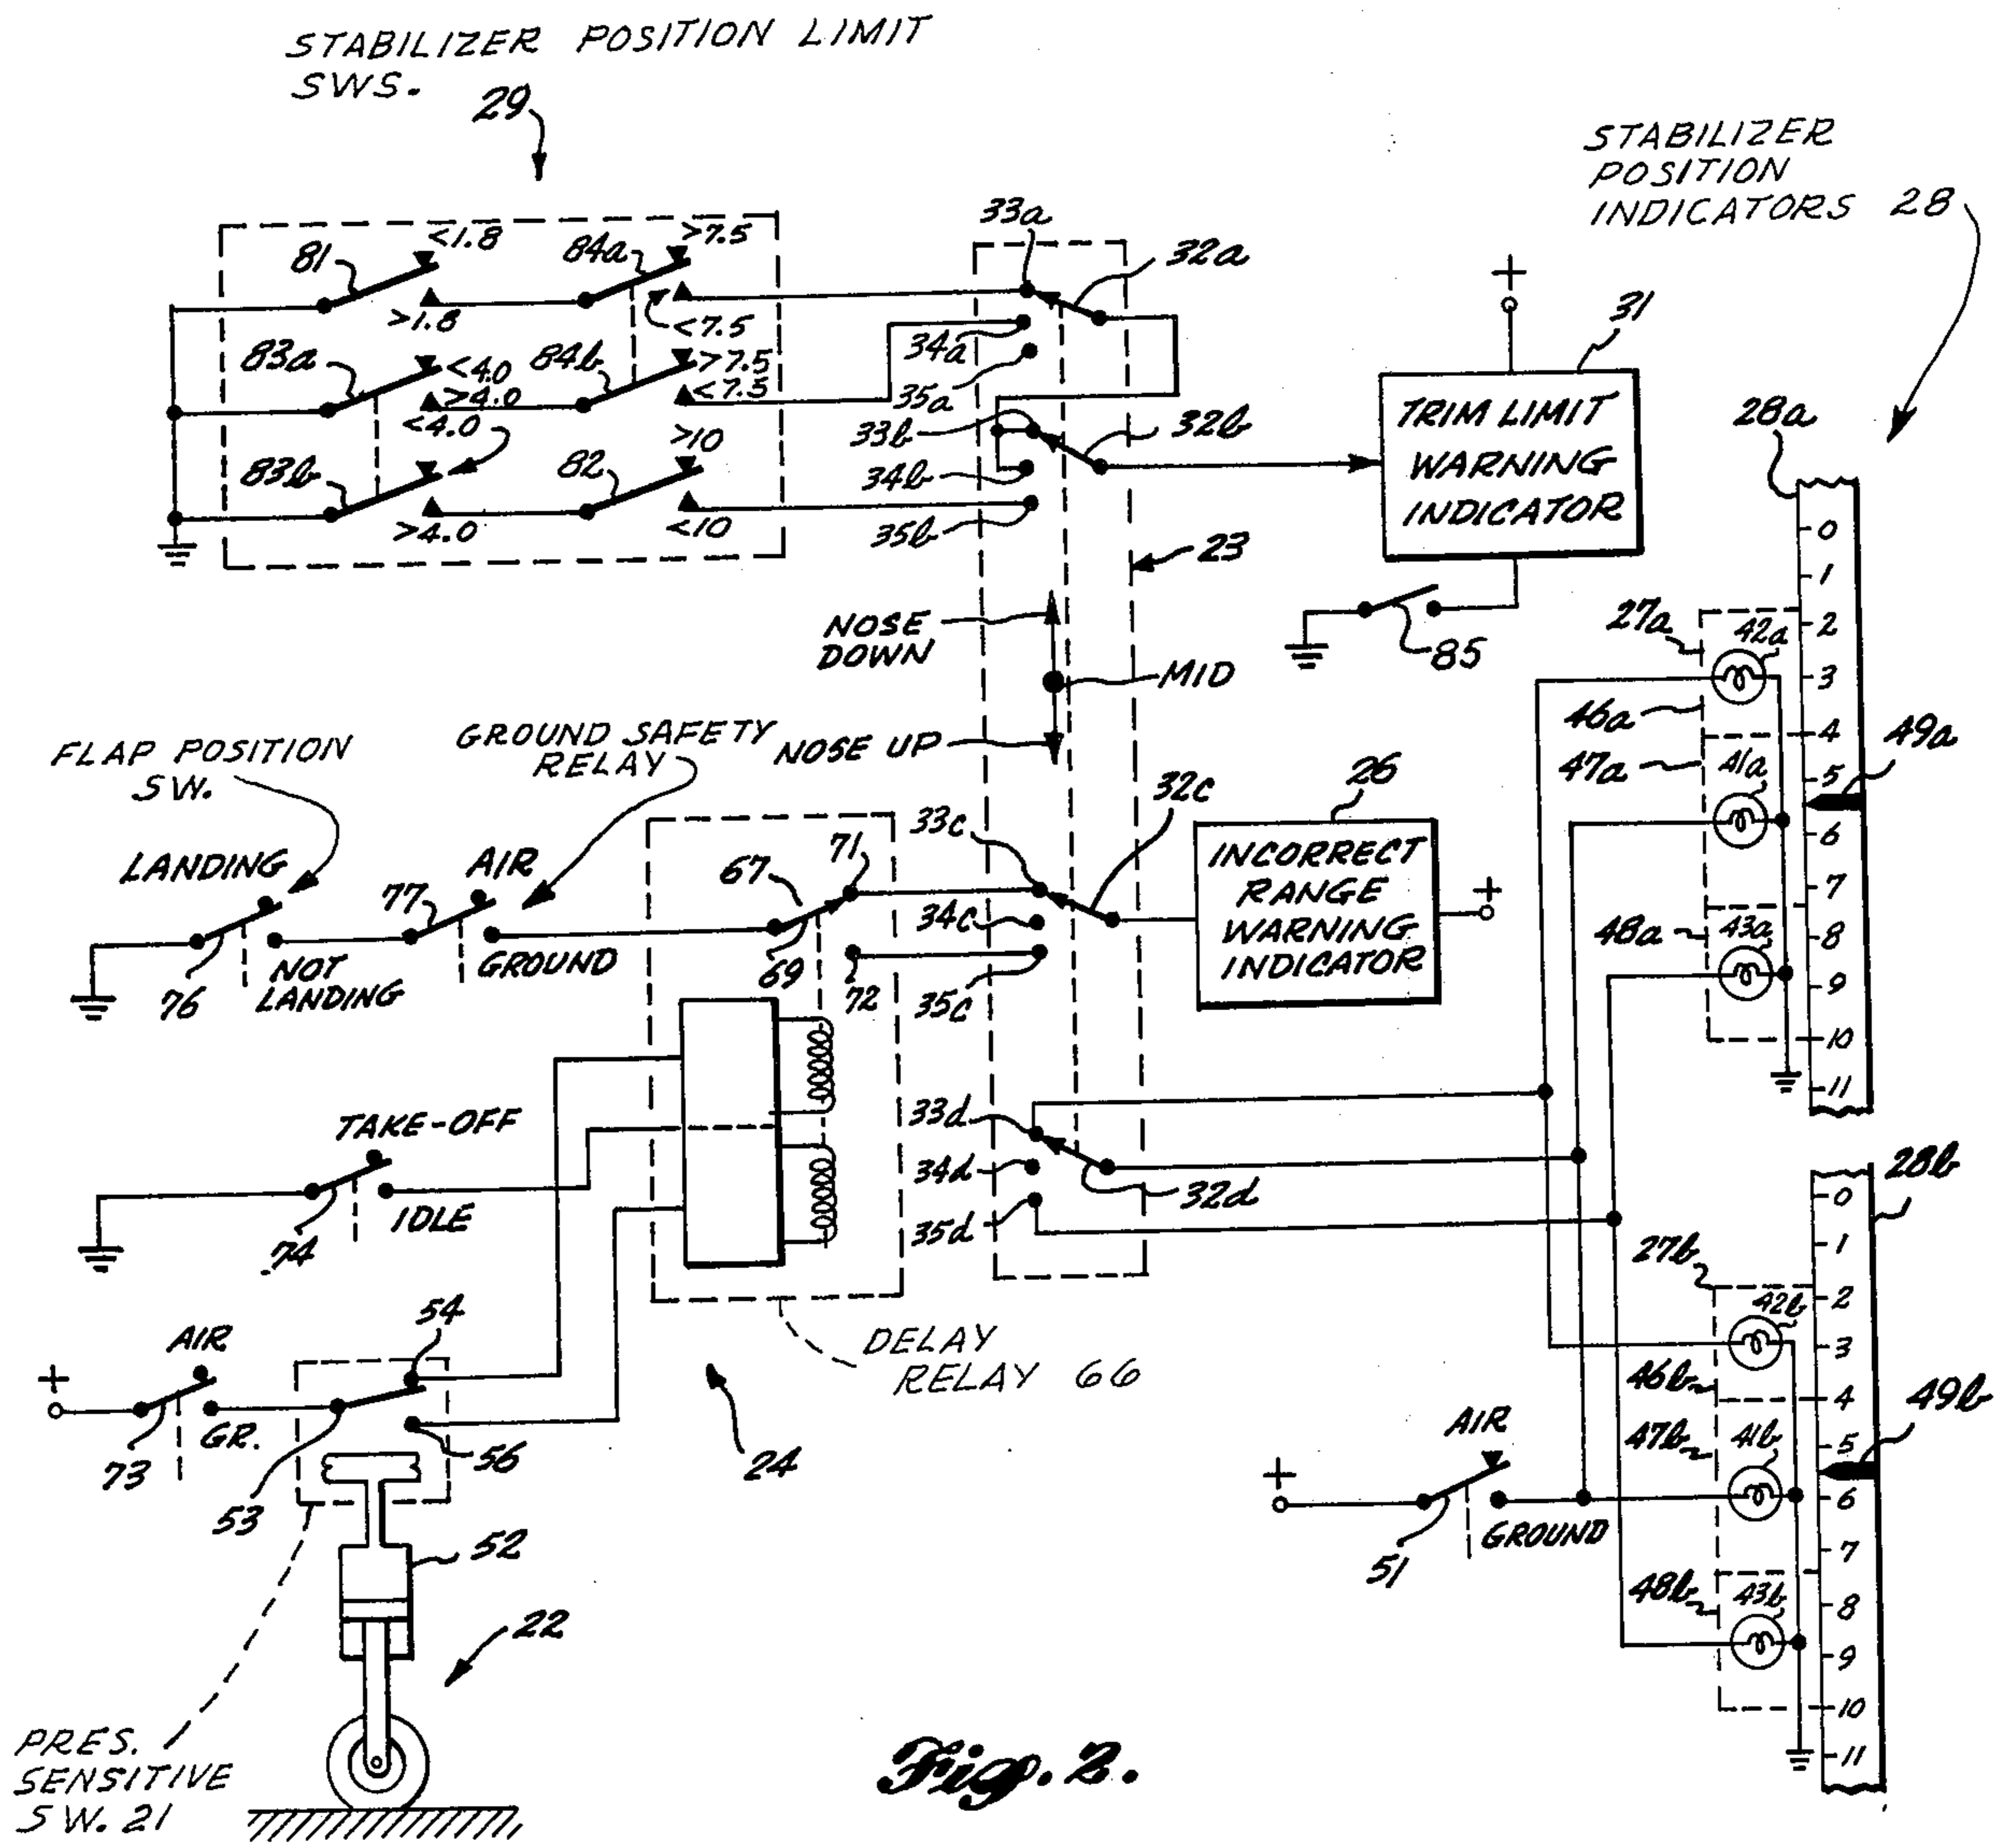 STABILIZER POSITION LIMIT
SWS.
29
STABILIZER
POSITION
INDICATORS 28
81
<1.8
>1.8
84a
>7.5
<7.5
83a
<4.0
>4.0
<4.0
84b
>7.5
<7.5
83b
>4.0
82
>10
<10
33a
32a
34a
35a
33b
32b
34b
35b
23
+
31
TRIM LIMIT
WARNING
INDICATOR
85
28a
0
1
2
3
4
5
6
7
8
9
10
11
27a
42a
46a
47a
41a
49a
48a
43a
NOSE
DOWN
MID
NOSE UP
FLAP POSITION
SW.
GROUND SAFETY
RELAY
LANDING
76
NOT
LANDING
77
AIR
GROUND
67
71
69
72
33c
32c
34c
35c
26
INCORRECT
RANGE
WARNING
INDICATOR
+
TAKE-OFF
74
IDLE
33d
34d
32d
35d
28b
0
1
2
3
4
5
6
7
8
9
10
11
27b
42b
46b
47b
41b
49b
48b
43b
AIR
+
73
GR.
54
53
56
24
DELAY
RELAY 66
+
AIR
51
GROUND
52
22
PRES.
SENSITIVE
SW. 21
Fig. 2.